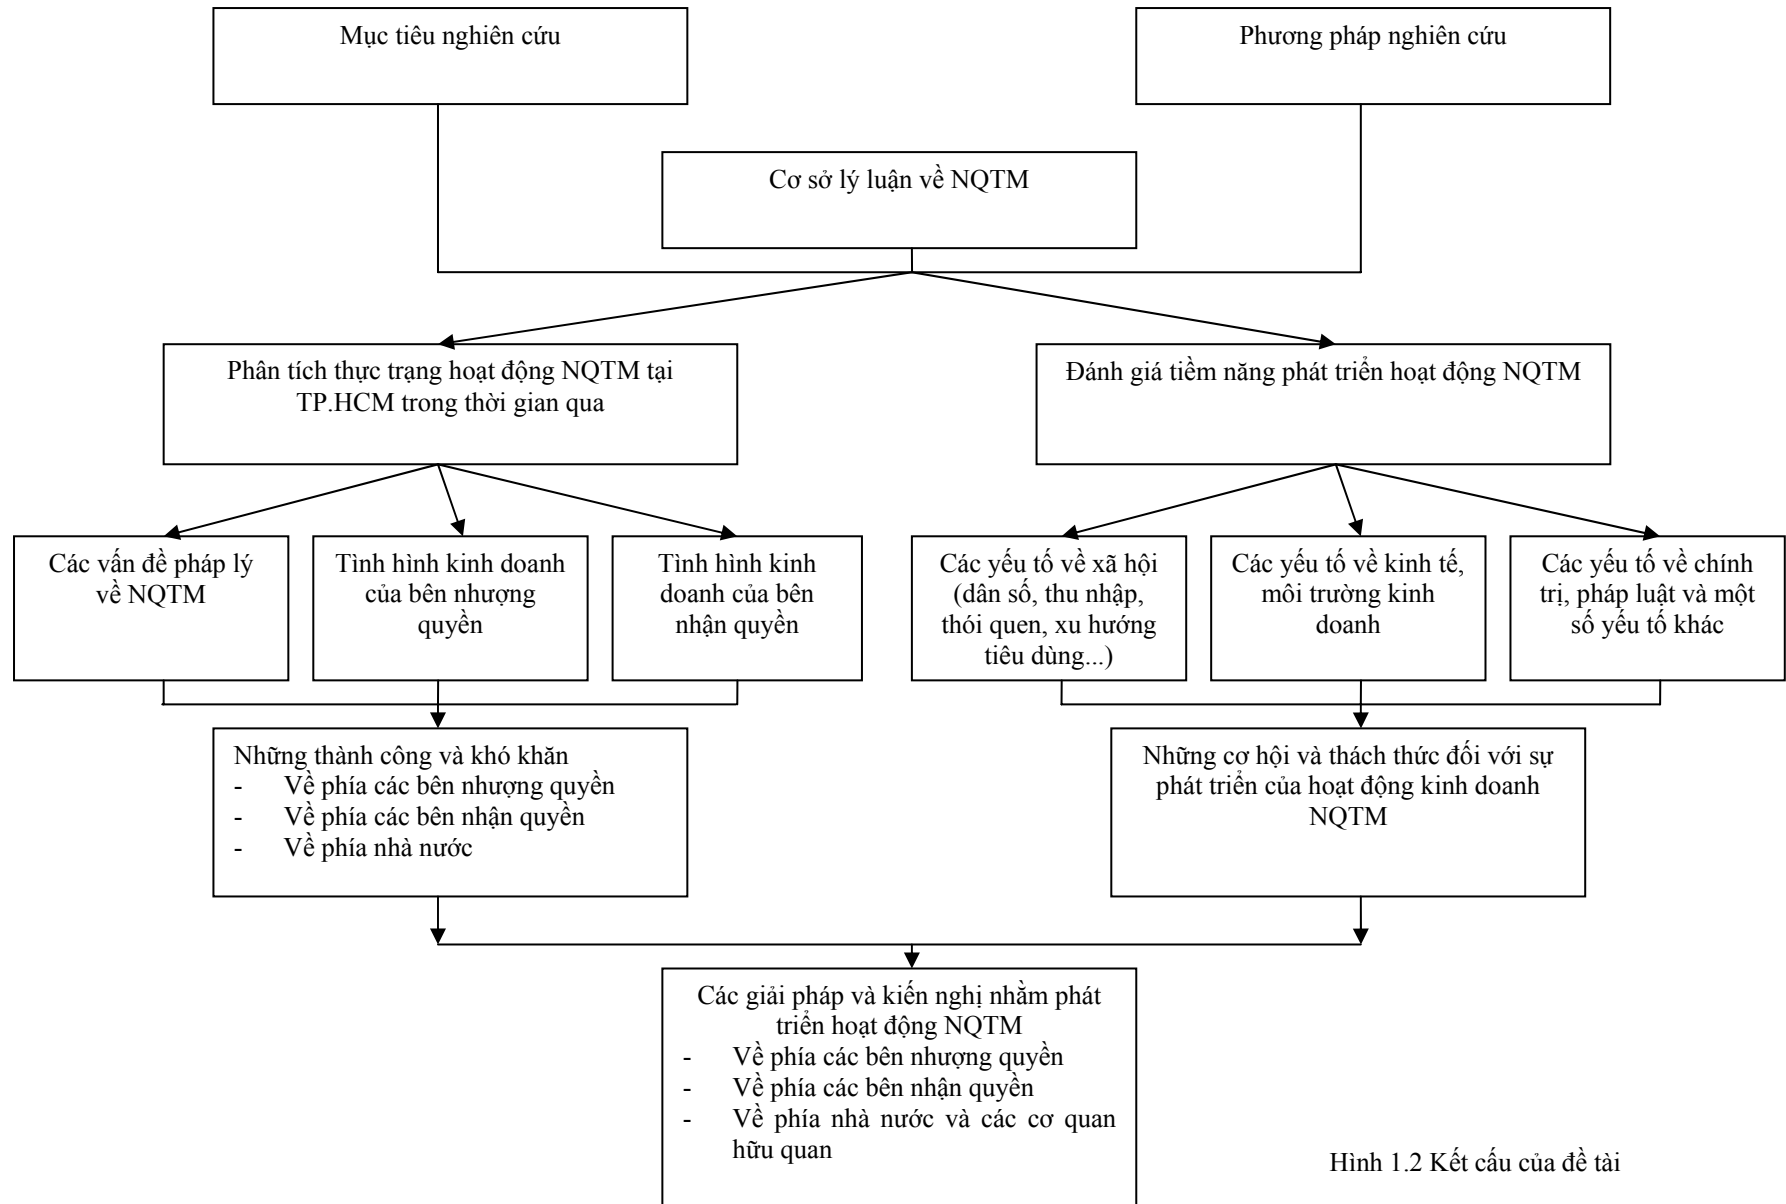 Mục tiêu nghiên cứu
Phương pháp nghiên cứu
Cơ sở lý luận về NQTM
Phân tích thực trạng hoạt động NQTM tại
TP.HCM trong thời gian qua
Đánh giá tiềm năng phát triển hoạt động NQTM
Các vấn đề pháp lý
về NQTM
Tình hình kinh doanh
của bên nhượng
quyền
Tình hình kinh
doanh của bên
nhận quyền
Các yếu tố về xã hội
(dân số, thu nhập,
thói quen, xu hướng
tiêu dùng...)
Các yếu tố về kinh tế,
môi trường kinh
doanh
Các yếu tố về chính
trị, pháp luật và một
số yếu tố khác
Những thành công và khó khăn
- Về phía các bên nhượng quyền
- Về phía các bên nhận quyền
- Về phía nhà nước
Những cơ hội và thách thức đối với sự
phát triển của hoạt động kinh doanh
NQTM
Các giải pháp và kiến nghị nhằm phát
triển hoạt động NQTM
- Về phía các bên nhượng quyền
- Về phía các bên nhận quyền
- Về phía nhà nước và các cơ quan
hữu quan
Hình 1.2 Kết cấu của đề tài